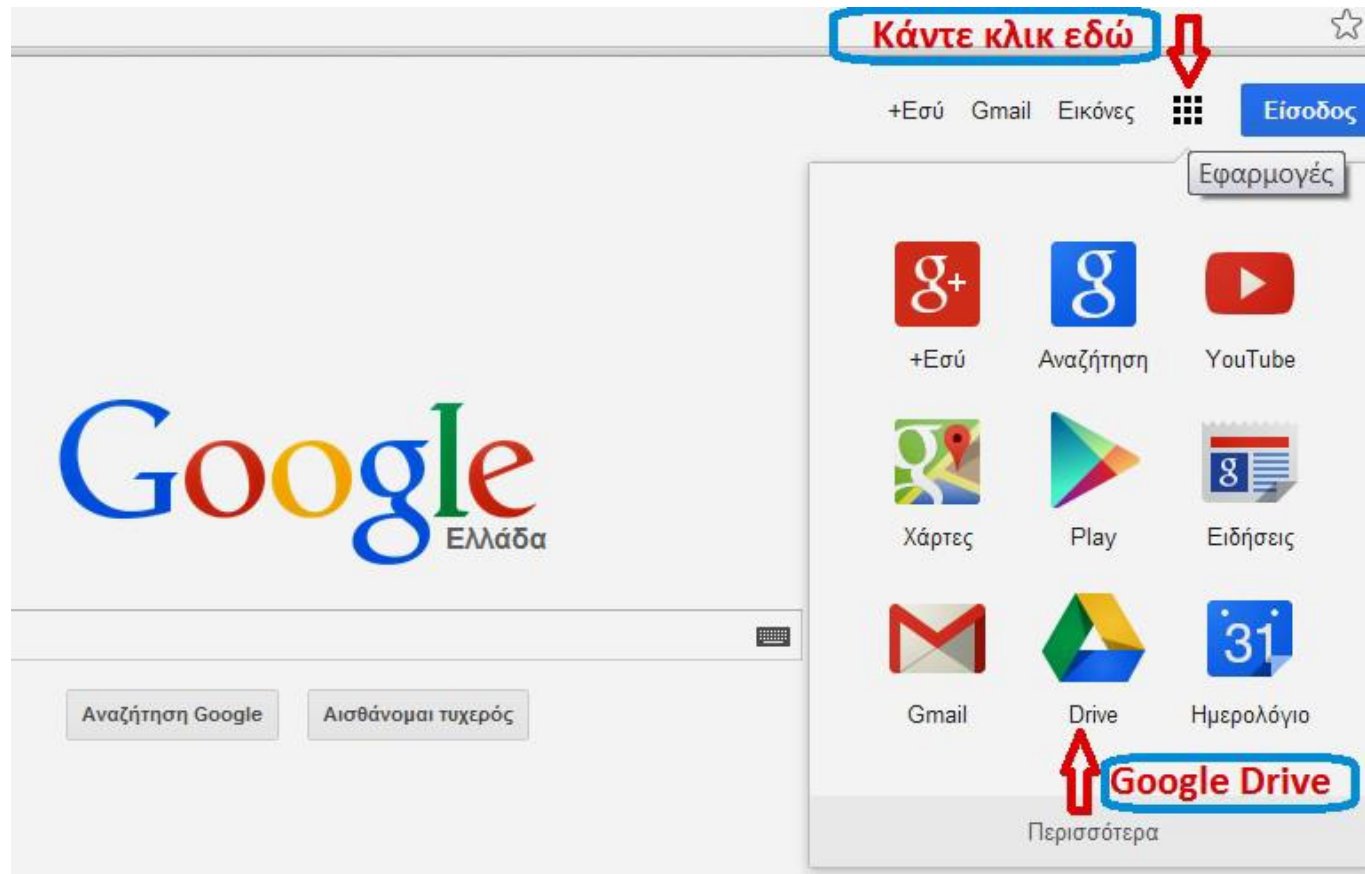 Κάντε κλικ εδώ
+Εσύ Gmail Εικόνες Είσοδος
Εφαρμογές
g+ g
+Εσύ Αναζήτηση YouTube
g g
Χάρτες Play Ειδήσεις
Google
Ελλάδα
31
Gmail Drive Ημερολόγιο
Αναζήτηση Google Αισθάνομαι τυχερός
Google Drive
Περισσότερα